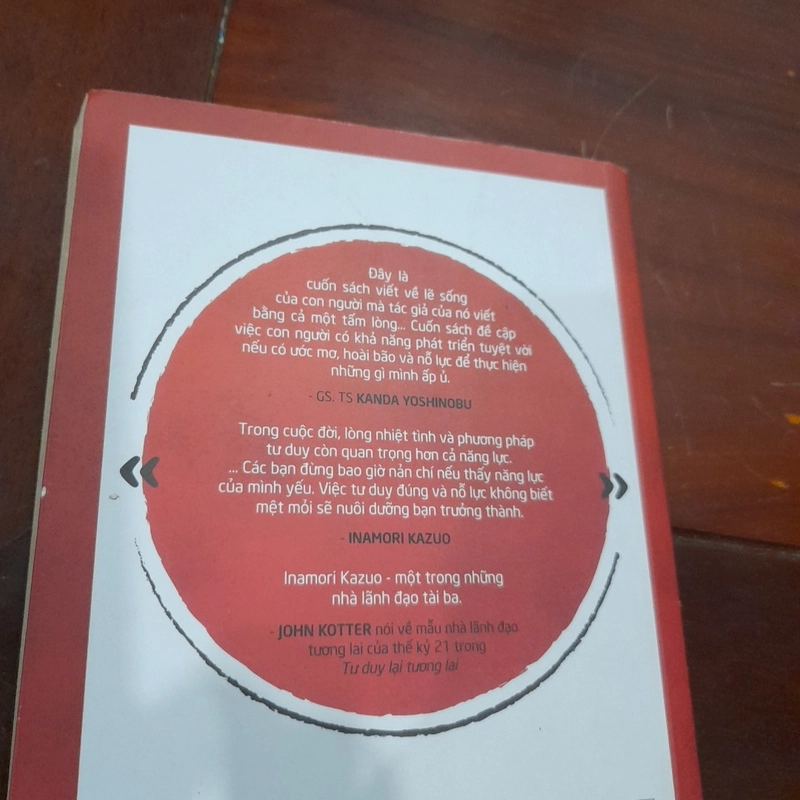 Đây là
cuốn sách viết về lẽ sống
của con người mà tác giả của nó viết
bằng cả một tấm lòng... Cuốn sách đề cập
việc con người có khả năng phát triển tuyệt vời
nếu có ước mơ, hoài bão và nỗ lực để thực hiện
những gì mình ấp ủ.
- GS. TS KANDA YOSHINOBU
Trong cuộc đời, lòng nhiệt tình và phương pháp
tư duy còn quan trọng hơn cả năng lực.
... Các bạn đừng bao giờ nản chí nếu thấy năng lực
của mình yếu. Việc tư duy đúng và nỗ lực không biết
mệt mỏi sẽ nuôi dưỡng bạn trưởng thành.
- INAMORI KAZUO
Inamori Kazuo - một trong những
nhà lãnh đạo tài ba.
- JOHN KOTTER nói về mẫu nhà lãnh đạo
tương lai của thế kỷ 21 trong
Tư duy lại tương lai